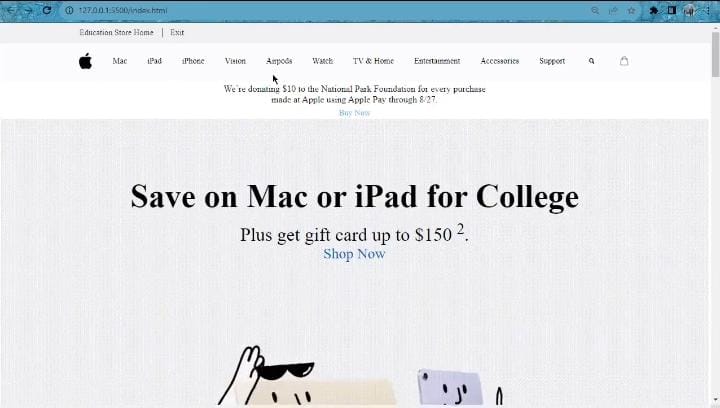 127.0.0.1:5500/index.html
Education Store Home | Exit
Mac iPad iPhone Vision Airpods Watch TV & Home Entertainment Accessories Support
We're donating $10 to the National Park Foundation for every purchase
made at Apple using Apple Pay through 8/27.
Buy Now
Save on Mac or iPad for College
Plus get gift card up to $150 2.
Shop Now